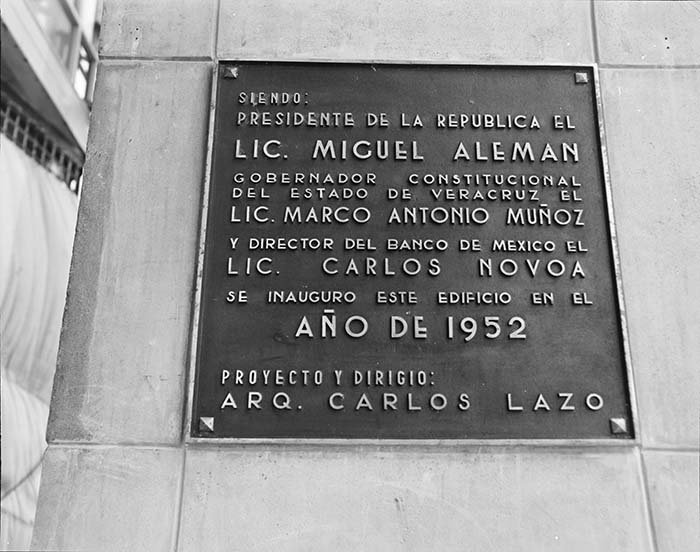 SIENDO:
PRESIDENTE DE LA REPUBLICA EL
LIC. MIGUEL ALEMAN
GOBERNADOR CONSTITUCIONAL
DEL ESTADO DE VERACRUZ EL
LIC. MARCO ANTONIO MUÑOZ
Y DIRECTOR DEL BANCO DE MEXICO EL
LIC. CARLOS NOVOA
SE INAUGURO ESTE EDIFICIO EN EL
AÑO DE 1952
PROYECTO Y DIRIGIO:
ARQ. CARLOS LAZO